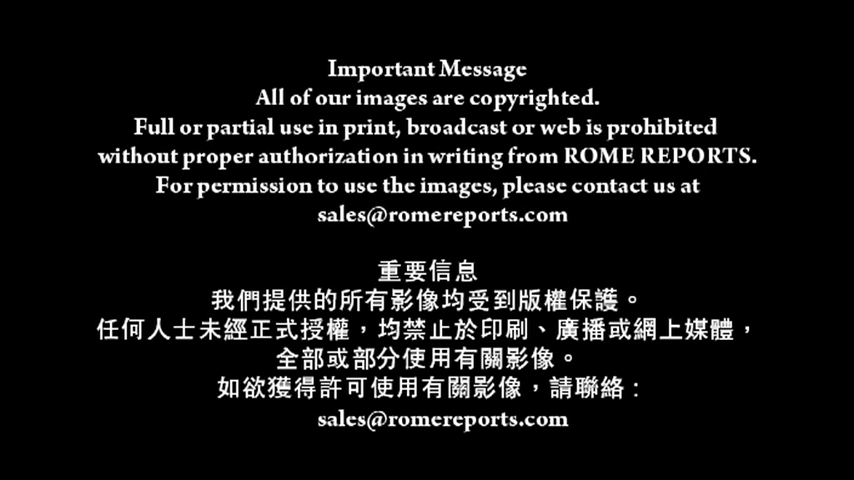 Important Message
All of our images are copyrighted.
Full or partial use in print, broadcast or web is prohibited
without proper authorization in writing from ROME REPORTS.
For permission to use the images, please contact us at
sales@romereports.com
重要信息
我們提供的所有影像均受到版權保護。
任何人士未經正式授權，均禁止於印刷、廣播或網上媒體，
全部或部分使用有關影像。
如欲獲得許可使用有關影像，請聯絡：
sales@romereports.com